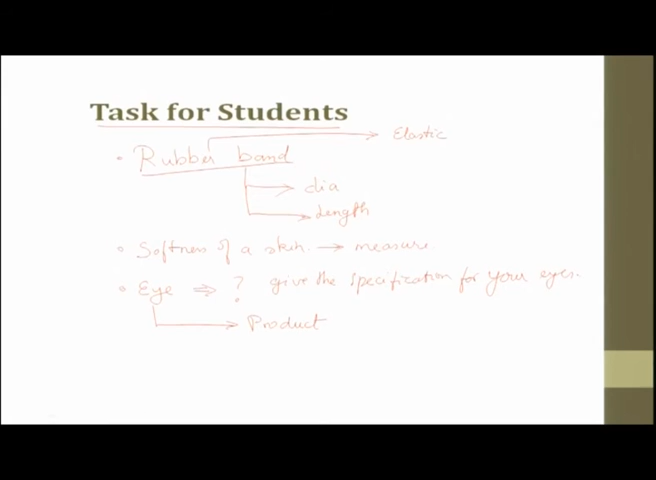 Task for Students
Elastic
• Rubber band
dia
Length
• Softness of a skin. → measure
• Eye ⇒ ? give the specification for your eyes.
Product